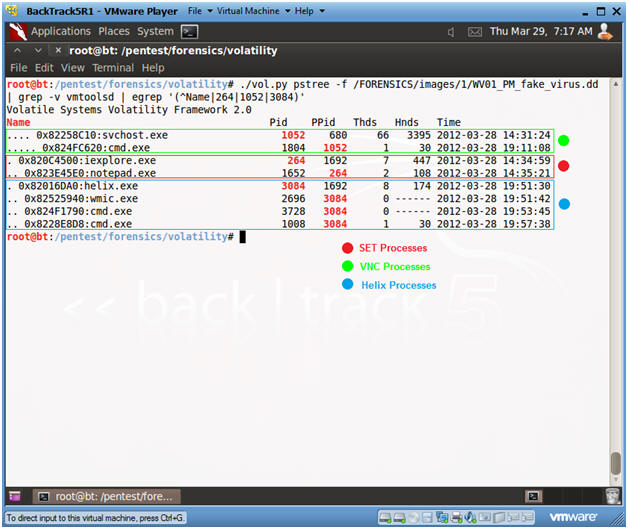 BackTrack5R1 - VMware Player File Virtual Machine Help
Applications Places System Thu Mar 29, 7:17 AM
root@bt: /pentest/forensics/volatility
File Edit View Terminal Help
root@bt:/pentest/forensics/volatility# ./vol.py pstree -f /FORENSICS/images/1/WV01_PM_fake_virus.dd
| grep -v vmtoolsd | egrep '(^Name|264|1052|3084)'
Volatile Systems Volatility Framework 2.0
Name Pid PPid Thds Hnds Time
.... 0x82258C10:svchost.exe 1052 680 66 3395 2012-03-28 14:31:24
..... 0x824FC620:cmd.exe 1804 1052 1 30 2012-03-28 19:11:08
. 0x820C4500:iexplore.exe 264 1692 7 447 2012-03-28 14:34:59
.. 0x823E45E0:notepad.exe 1652 264 2 108 2012-03-28 14:35:21
. 0x82016DA0:helix.exe 3084 1692 8 174 2012-03-28 19:51:30
.. 0x82525940:wmic.exe 2696 3084 0 ------ 2012-03-28 19:51:42
.. 0x824F1790:cmd.exe 3728 3084 0 ------ 2012-03-28 19:53:45
.. 0x8228E8D8:cmd.exe 1008 3084 1 30 2012-03-28 19:57:38
root@bt:/pentest/forensics/volatility#
SET Processes
VNC Processes
Helix Processes
<< back | track 5
root@bt: /pentest/fore...
To direct input to this virtual machine, press Ctrl+G.
vmware